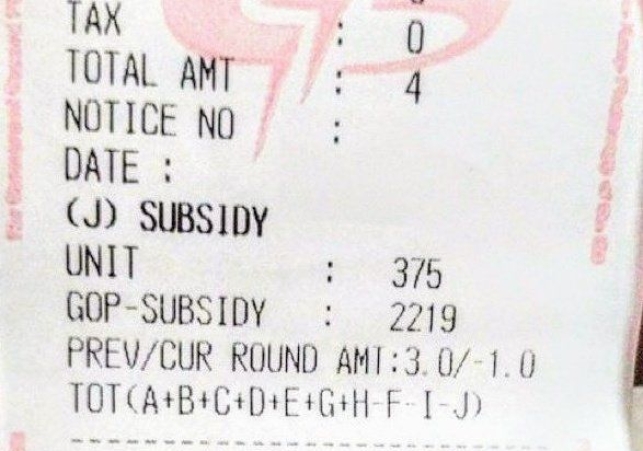 TAX : 0
TOTAL AMT : 4
NOTICE NO :
DATE :
(J) SUBSIDY
UNIT : 375
GOP-SUBSIDY : 2219
PREV/CUR ROUND AMT:3.0/-1.0
TOT(A+B+C+D+E+G+H-F-I-J)